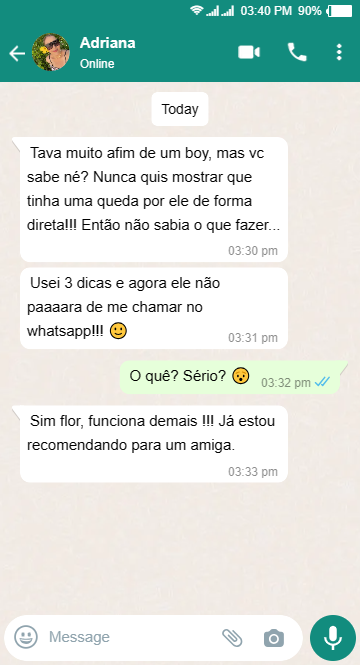 03:40 PM 90%
Adriana
Online
Today
Tava muito afim de um boy, mas vc
sabe né? Nunca quis mostrar que
tinha uma queda por ele de forma
direta!!! Então não sabia o que fazer...
03:30 pm
Usei 3 dicas e agora ele não
paaaara de me chamar no
whatsapp!!! 🙂
03:31 pm
O quê? Sério? 😯 03:32 pm
Sim flor, funciona demais !!! Já estou
recomendando para um amiga.
03:33 pm
Message